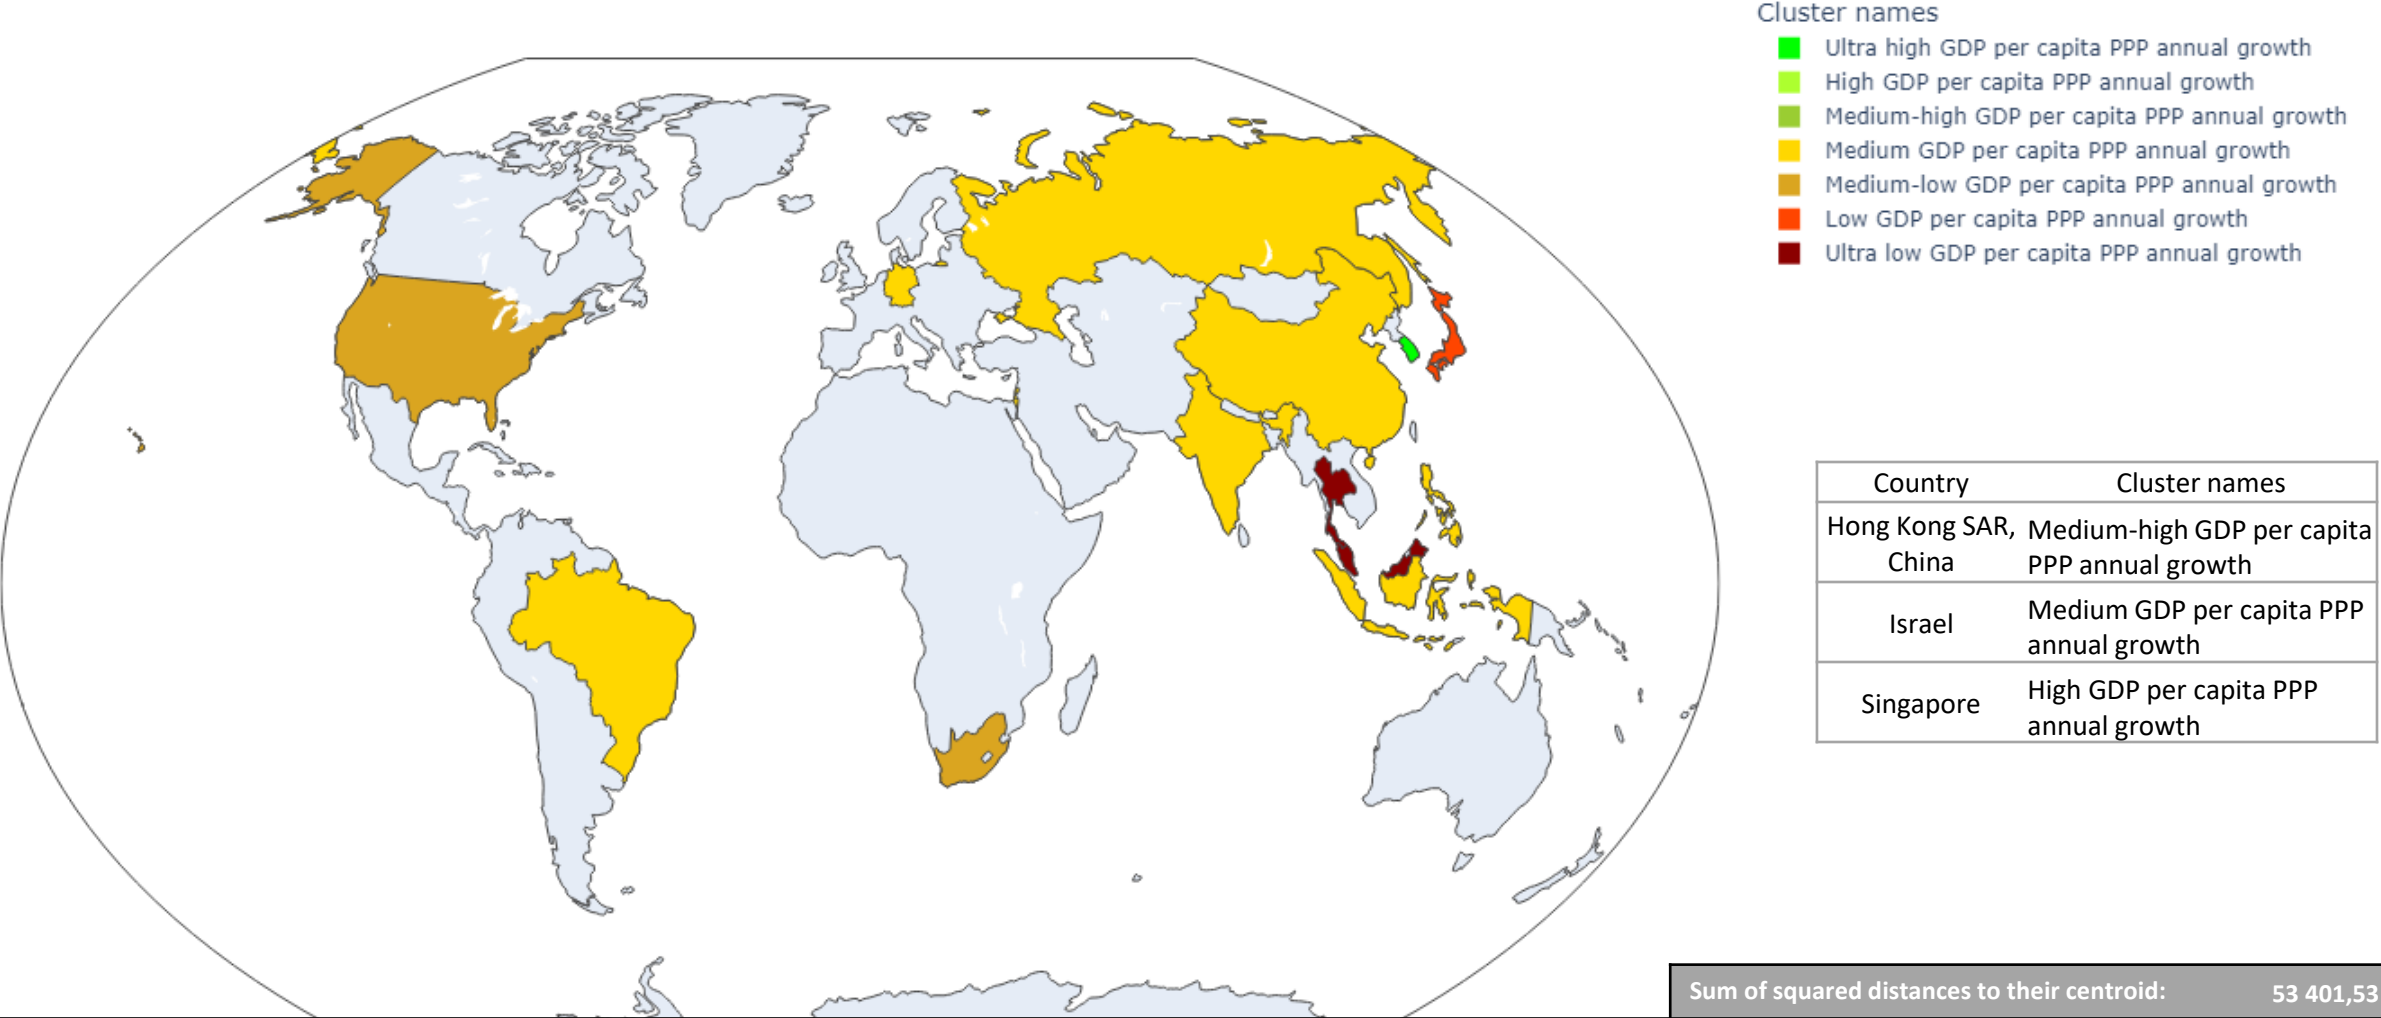 Cluster names
Ultra high GDP per capita PPP annual growth
High GDP per capita PPP annual growth
Medium-high GDP per capita PPP annual growth
Medium GDP per capita PPP annual growth
Medium-low GDP per capita PPP annual growth
Low GDP per capita PPP annual growth
Ultra low GDP per capita PPP annual growth
Country Cluster names
Hong Kong SAR, Medium-high GDP per capita
China PPP annual growth
Israel Medium GDP per capita PPP
annual growth
Singapore High GDP per capita PPP
annual growth
Sum of squared distances to their centroid: 53 401,53